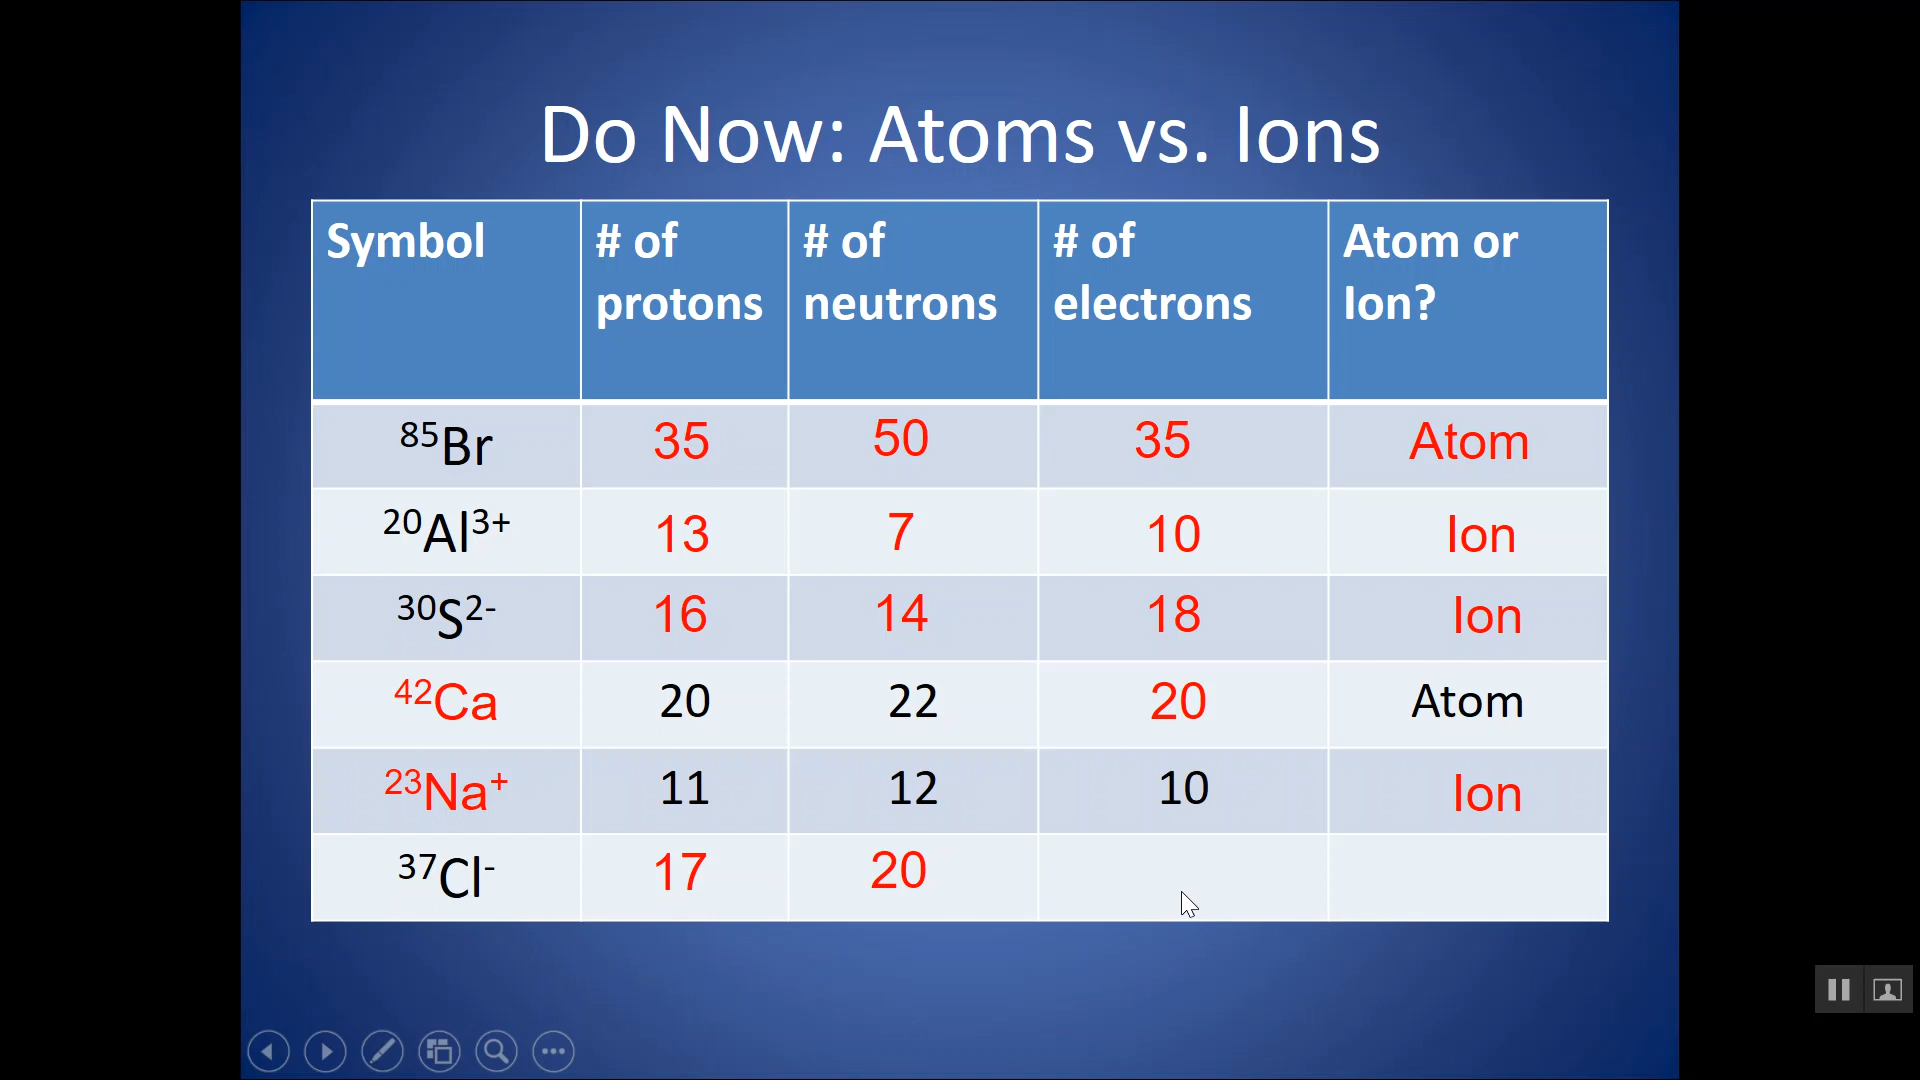 Do Now: Atoms vs. Ions
Symbol # of protons # of neutrons # of electrons Atom or Ion?
⁸⁵Br 35 50 35 Atom
²⁰Al³⁺ 13 7 10 Ion
³⁰S²⁻ 16 14 18 Ion
⁴²Ca 20 22 20 Atom
²³Na⁺ 11 12 10 Ion
³⁷Cl⁻ 17 20